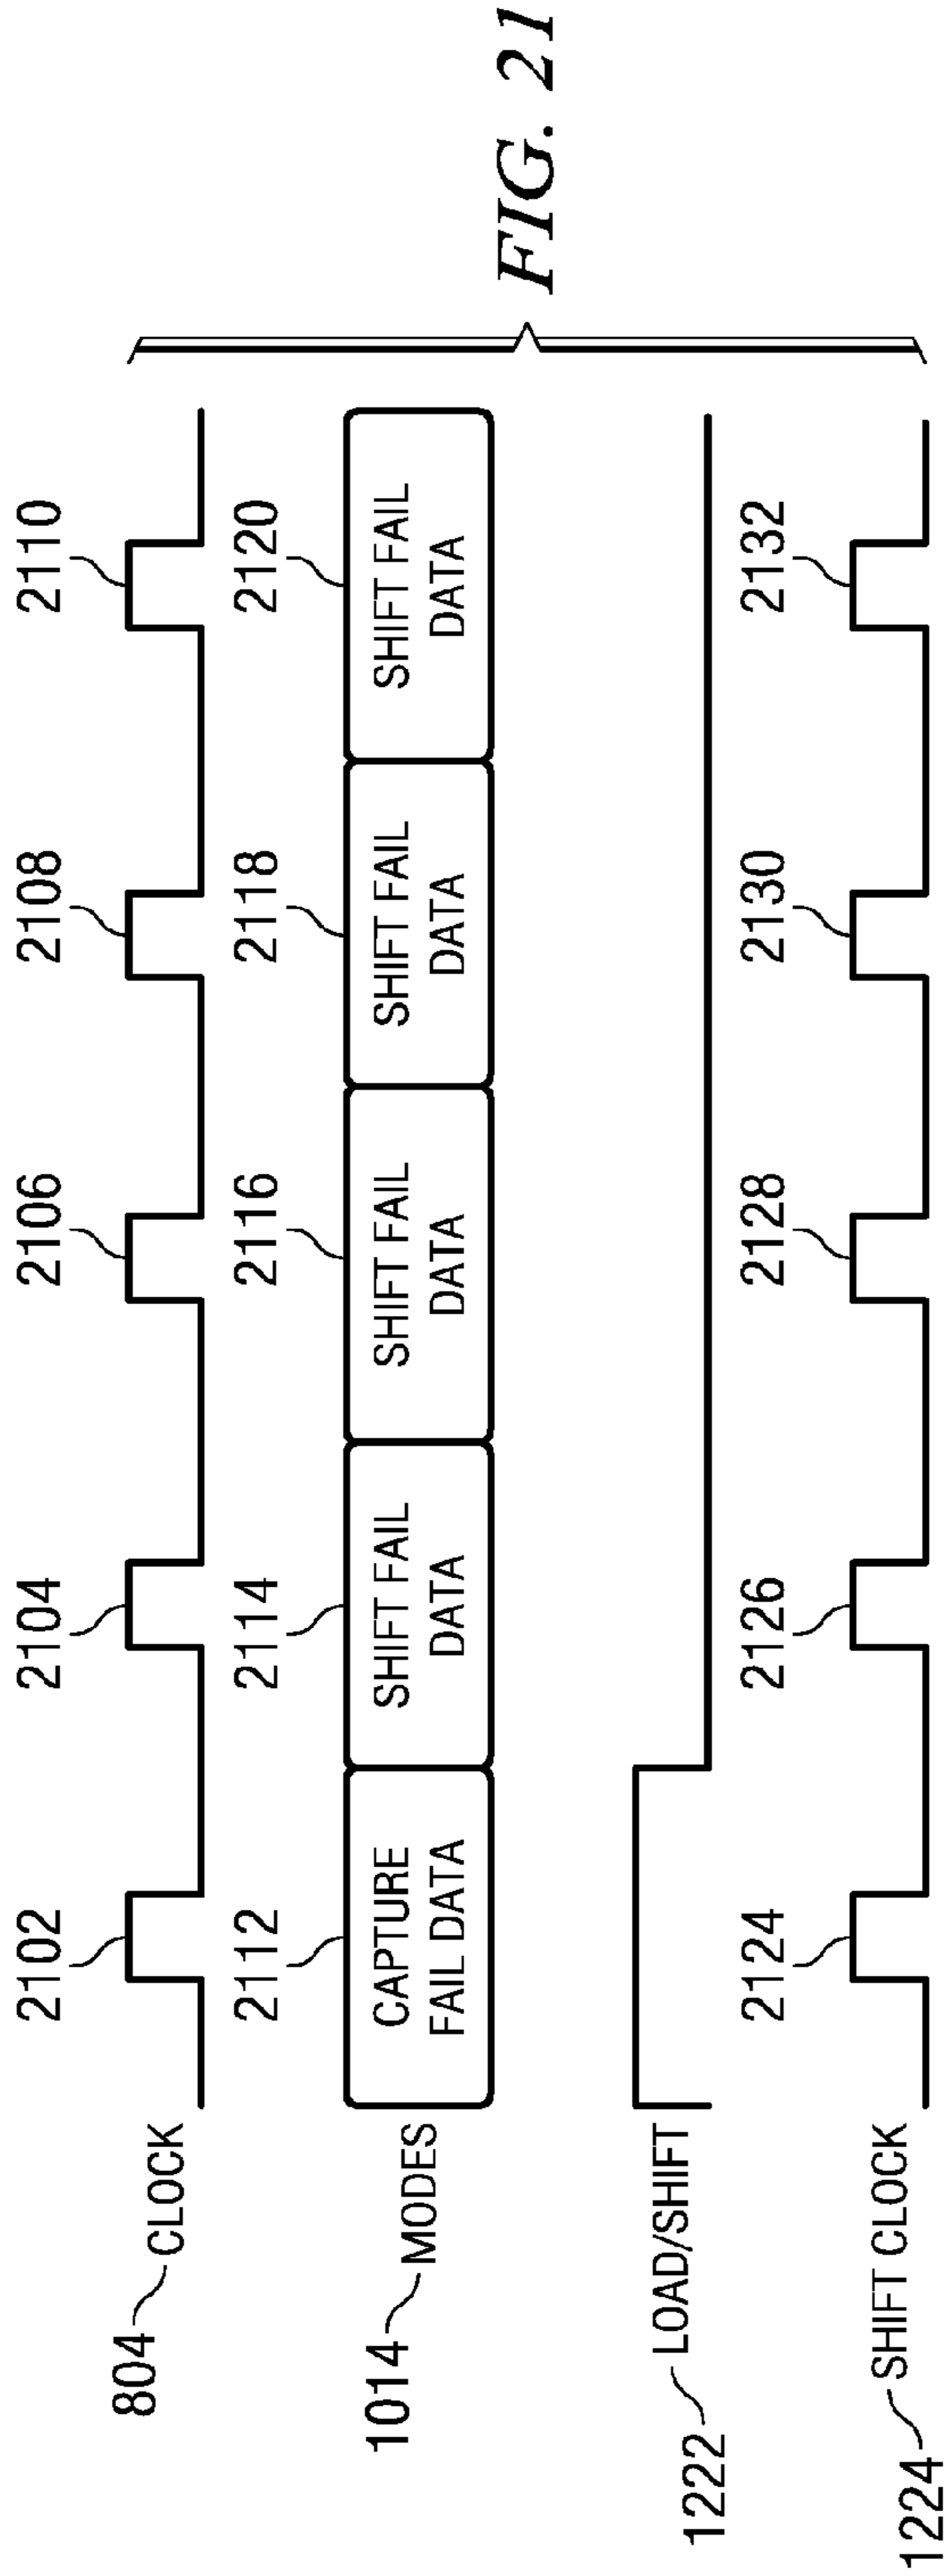 2102 2104 2106 2108 2110
804 CLOCK
2112 2114 2116 2118 2120
1014 MODES
CAPTURE
FAIL DATA
SHIFT FAIL
DATA
SHIFT FAIL
DATA
SHIFT FAIL
DATA
SHIFT FAIL
DATA
1222 LOAD/SHIFT
2124 2126 2128 2130 2132
1224 SHIFT CLOCK
FIG. 21